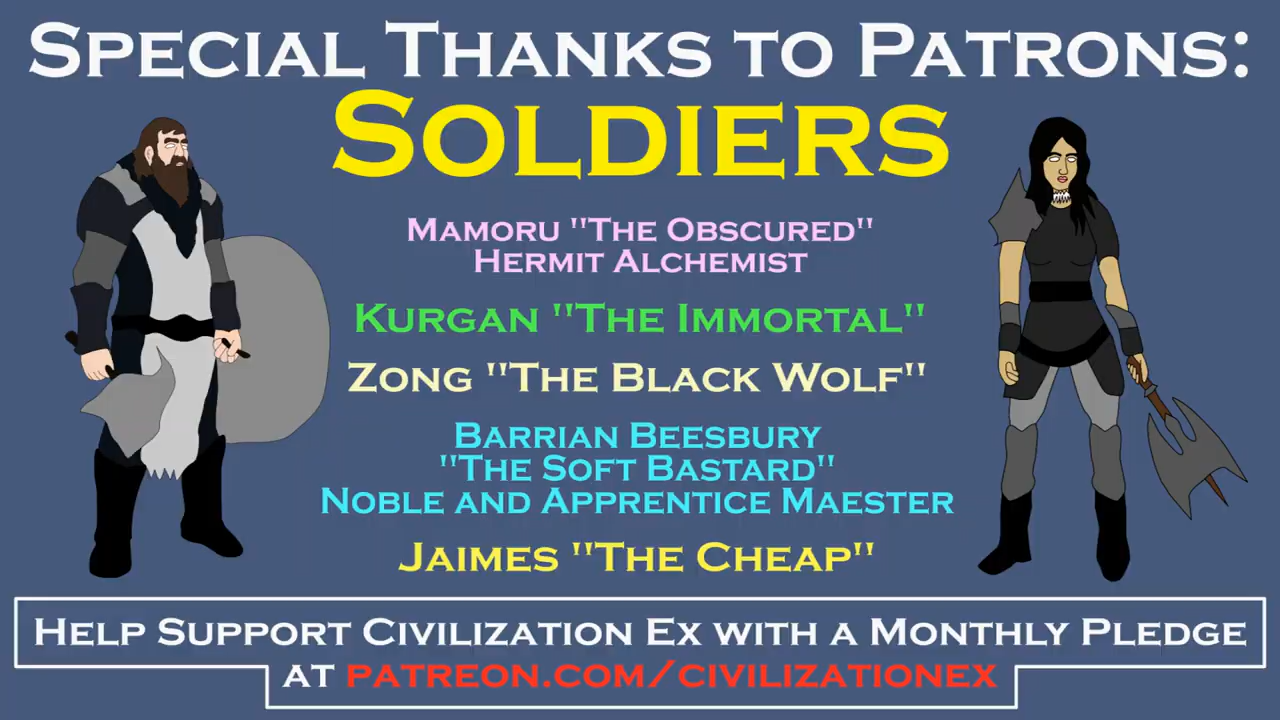 Special Thanks to Patrons:
Soldiers
Mamoru "The Obscured"
Hermit Alchemist
Kurgan "The Immortal"
Zong "The Black Wolf"
Barrian Beesbury
"The Soft Bastard"
Noble and Apprentice Maester
Jaimes "The Cheap"
Help Support Civilization Ex with a Monthly Pledge
at patreon.com/civilizationex